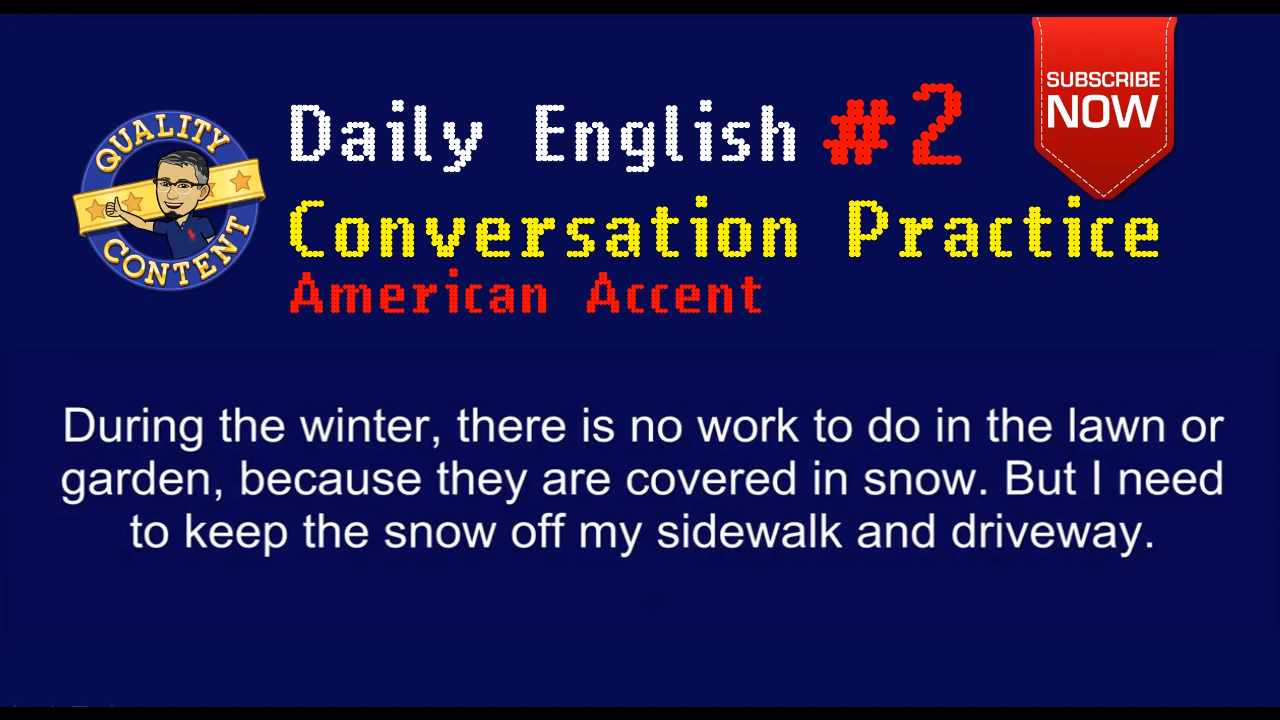 SUBSCRIBE
NOW
QUALITY
CONTENT
Daily English #2
Conversation Practice
American Accent
During the winter, there is no work to do in the lawn or
garden, because they are covered in snow. But I need
to keep the snow off my sidewalk and driveway.